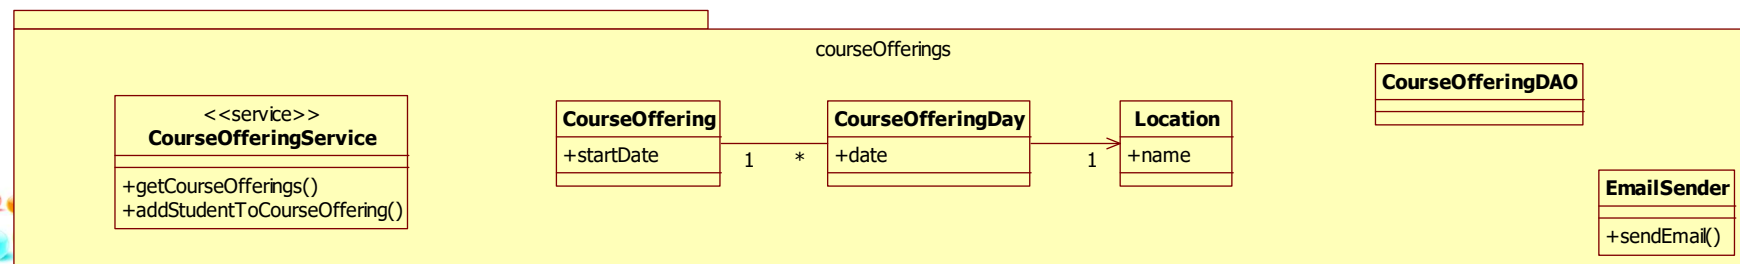 courseOfferings
<<service>>
CourseOfferingService
+getCourseOfferings()
+addStudentToCourseOffering()
CourseOffering
+startDate
1
*
CourseOfferingDay
+date
1
Location
+name
CourseOfferingDAO
EmailSender
+sendEmail()